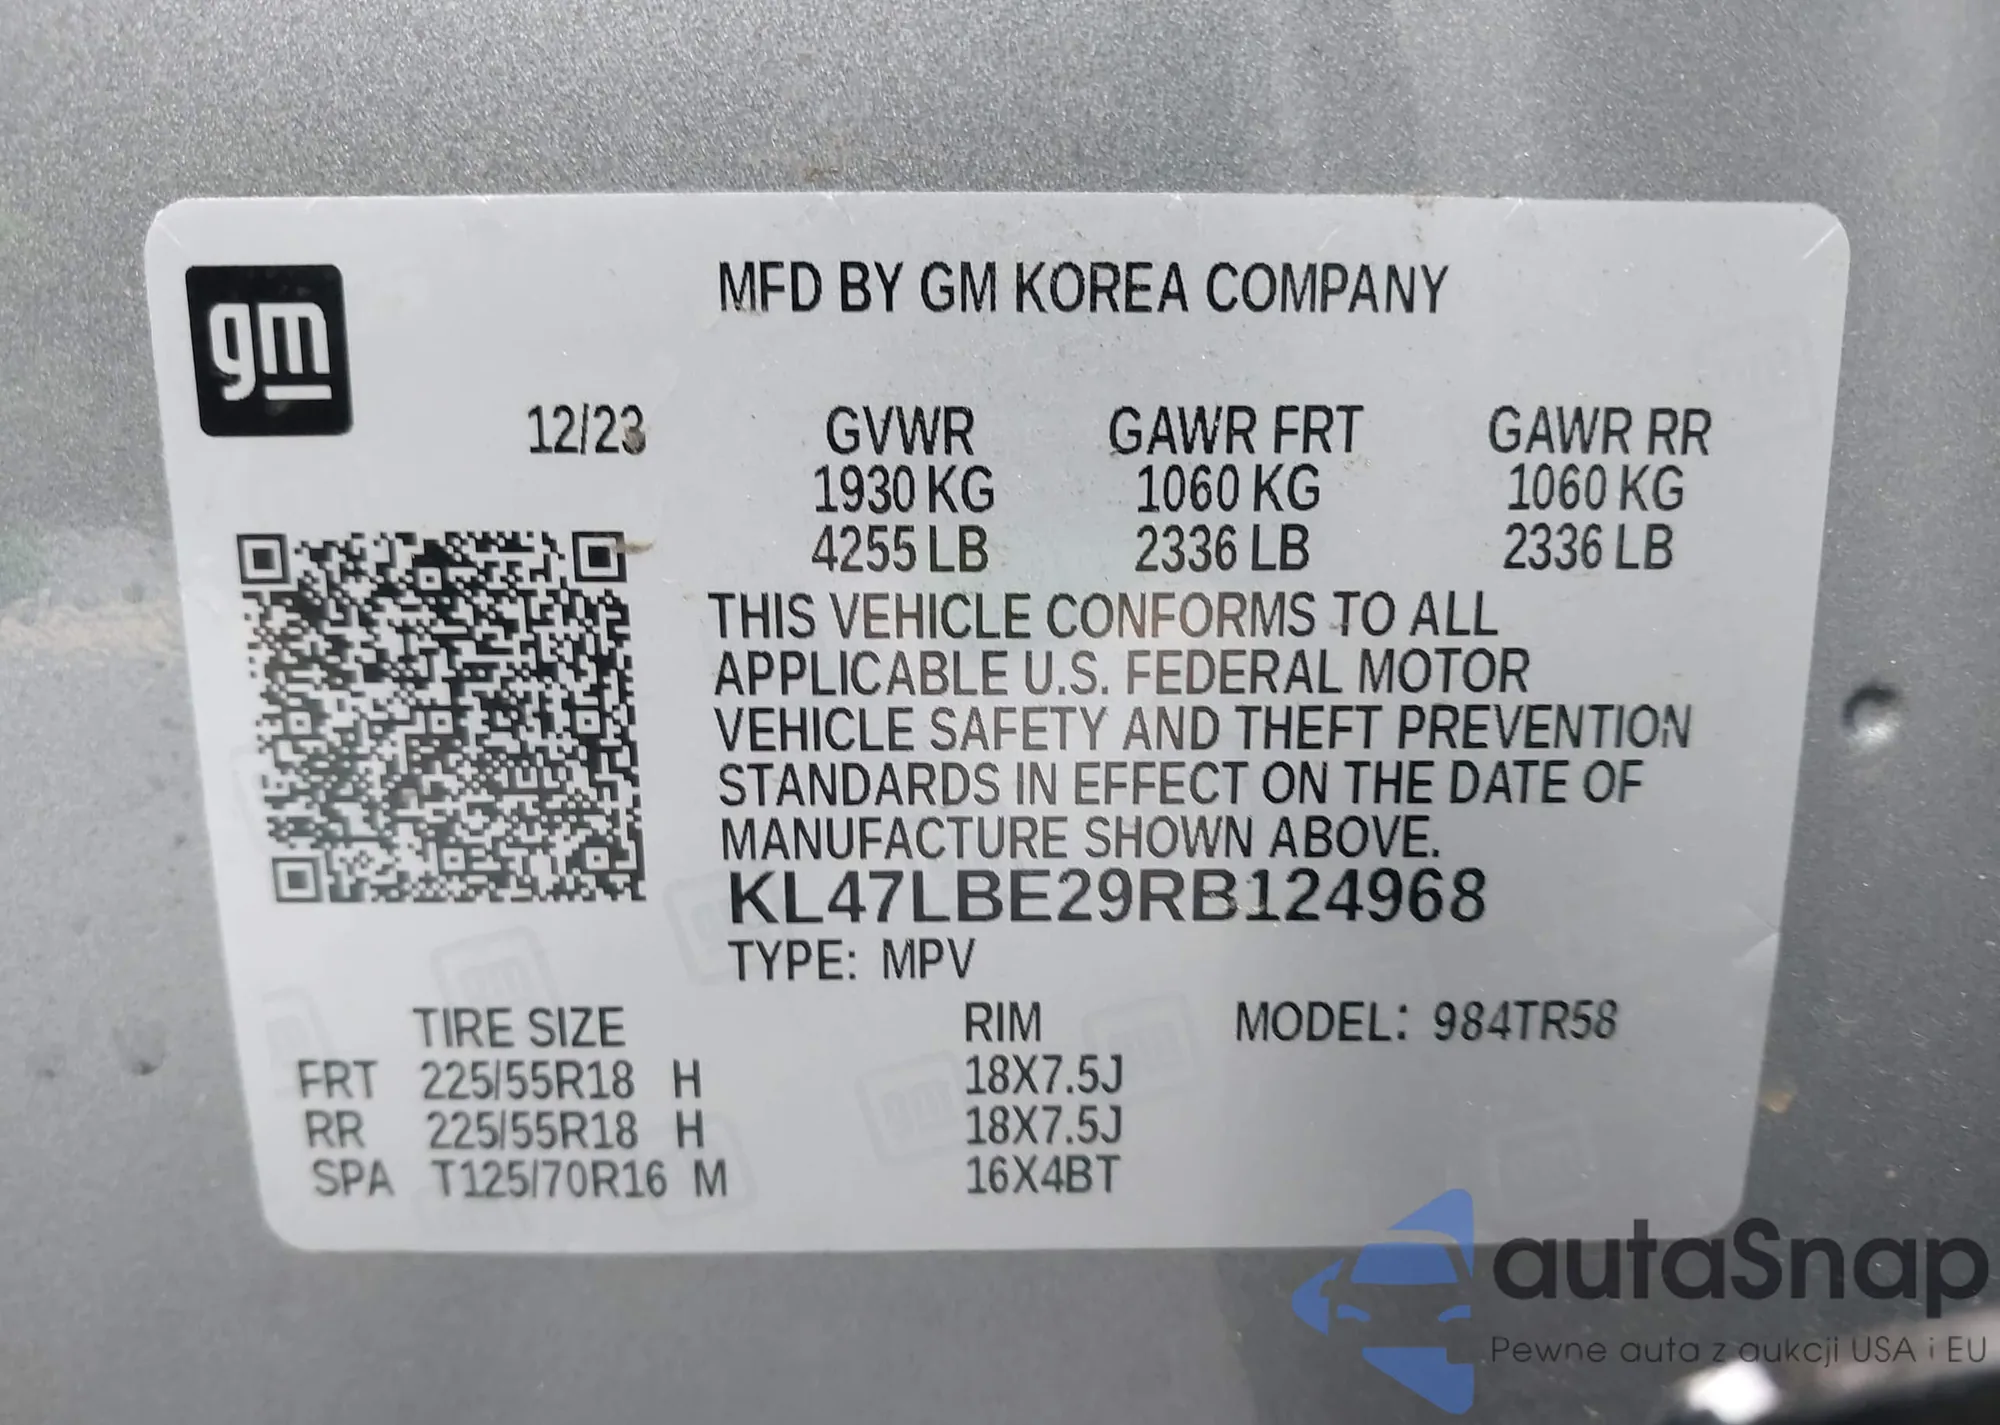 gm
MFD BY GM KOREA COMPANY
12/23 GVWR GAWR FRT GAWR RR
1930 KG 1060 KG 1060 KG
4255 LB 2336 LB 2336 LB
THIS VEHICLE CONFORMS TO ALL
APPLICABLE U.S. FEDERAL MOTOR
VEHICLE SAFETY AND THEFT PREVENTION
STANDARDS IN EFFECT ON THE DATE OF
MANUFACTURE SHOWN ABOVE.
KL47LBE29RB124968
TYPE: MPV
TIRE SIZE RIM MODEL: 984TR58
FRT 225/55R18 H 18X7.5J
RR 225/55R18 H 18X7.5J
SPA T125/70R16 M 16X4BT
autaSnap
Pewne auta z aukcji USA i EU